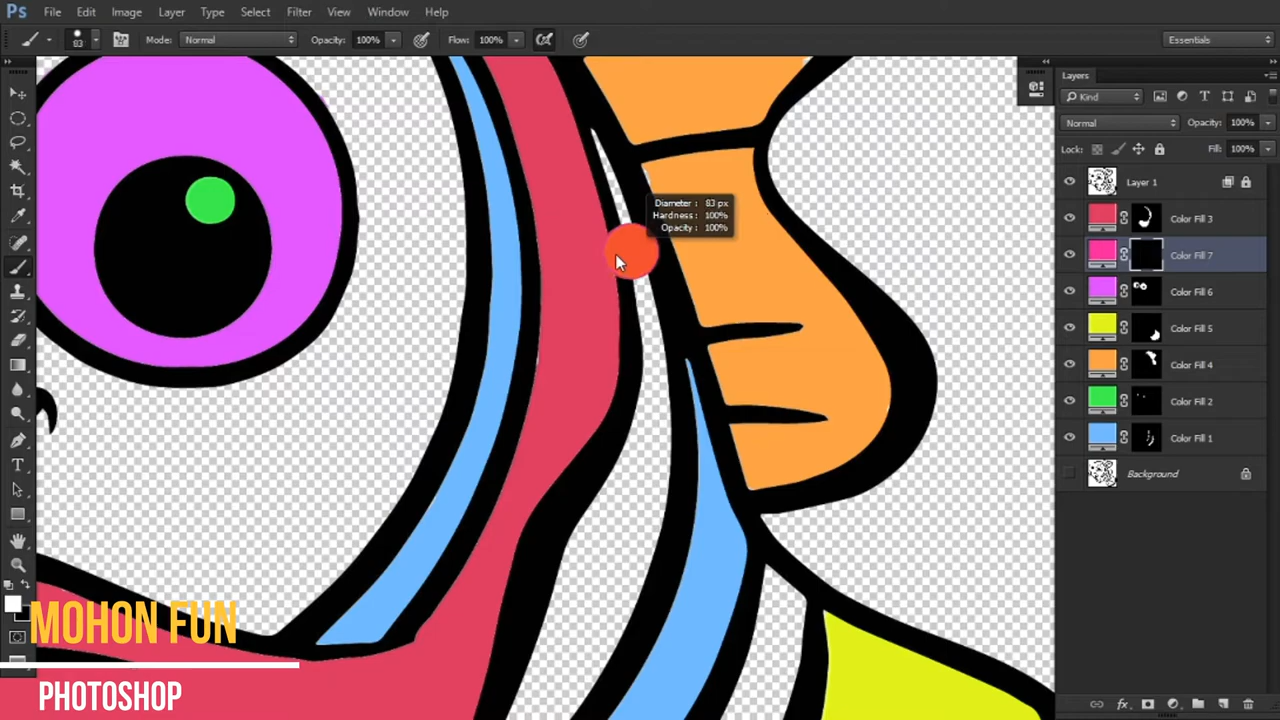 Ps File Edit Image Layer Type Select Filter View Window Help
83 Mode: Normal Opacity: 100% Flow: 100% Essentials
Layers
Kind
Normal Opacity: 100%
Lock: Fill: 100%
Layer 1
Color Fill 3
Color Fill 7
Color Fill 6
Color Fill 5
Color Fill 4
Color Fill 2
Color Fill 1
Background
Diameter : 83 px
Hardness : 100%
Opacity : 100%
MOHON FUN
PHOTOSHOP